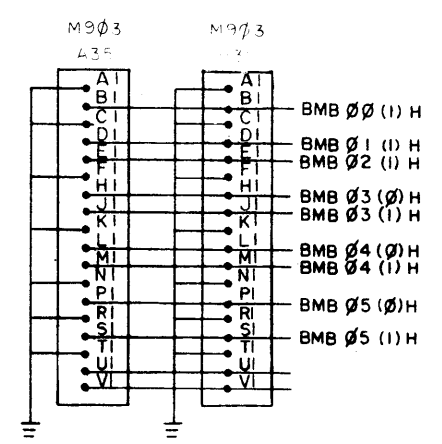 M9Ø3 M9Ø3
A35
A1 A1
B1 B1
C1 C1
D1 D1
E1 E1
F1 F1
H1 H1
J1 J1
K1 K1
L1 L1
M1 M1
N1 N1
P1 P1
R1 R1
S1 S1
T1 T1
U1 U1
V1 V1
BMB ØØ (1) H
BMB Ø1 (1) H
BMB Ø2 (1) H
BMB Ø3 (Ø) H
BMB Ø3 (1) H
BMB Ø4 (Ø) H
BMB Ø4 (1) H
BMB Ø5 (Ø) H
BMB Ø5 (1) H